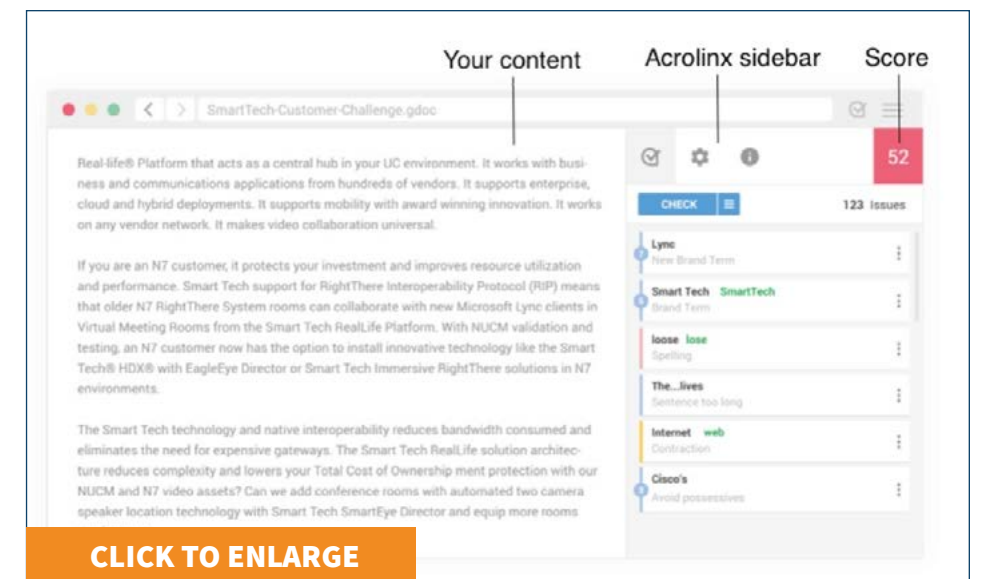 Your content
Acrolinx sidebar
Score
SmartTech-Customer-Challenge.gdoc
Real-life® Platform that acts as a central hub in your UC environment. It works with busi-
ness and communications applications from hundreds of vendors. It supports enterprise,
cloud and hybrid deployments. It supports mobility with award winning innovation. It works
on any vendor network. It makes video collaboration universal.
If you are an N7 customer, it protects your investment and improves resource utilization
and performance. Smart Tech support for RightThere Interoperability Protocol (RIP) means
that older N7 RightThere System rooms can collaborate with new Microsoft Lync clients in
Virtual Meeting Rooms from the Smart Tech RealLife Platform. With NUCM validation and
testing, an N7 customer now has the option to install innovative technology like the Smart
Tech® HDX® with EagleEye Director or Smart Tech Immersive RightThere solutions in N7
environments.
The Smart Tech technology and native interoperability reduces bandwidth consumed and
eliminates the need for expensive gateways. The Smart Tech RealLife solution architec-
ture reduces complexity and lowers your Total Cost of Ownership ment protection with our
NUCM and N7 video assets? Can we add conference rooms with automated two camera
speaker location technology with Smart Tech SmartEye Director and equip more rooms
52
CHECK
123 Issues
Lync
New Brand Term
Smart Tech SmartTech
Brand Term
loose lose
Spelling
The...lives
Sentence too long
Internet web
Contraction
Cisco's
Avoid possessives
CLICK TO ENLARGE